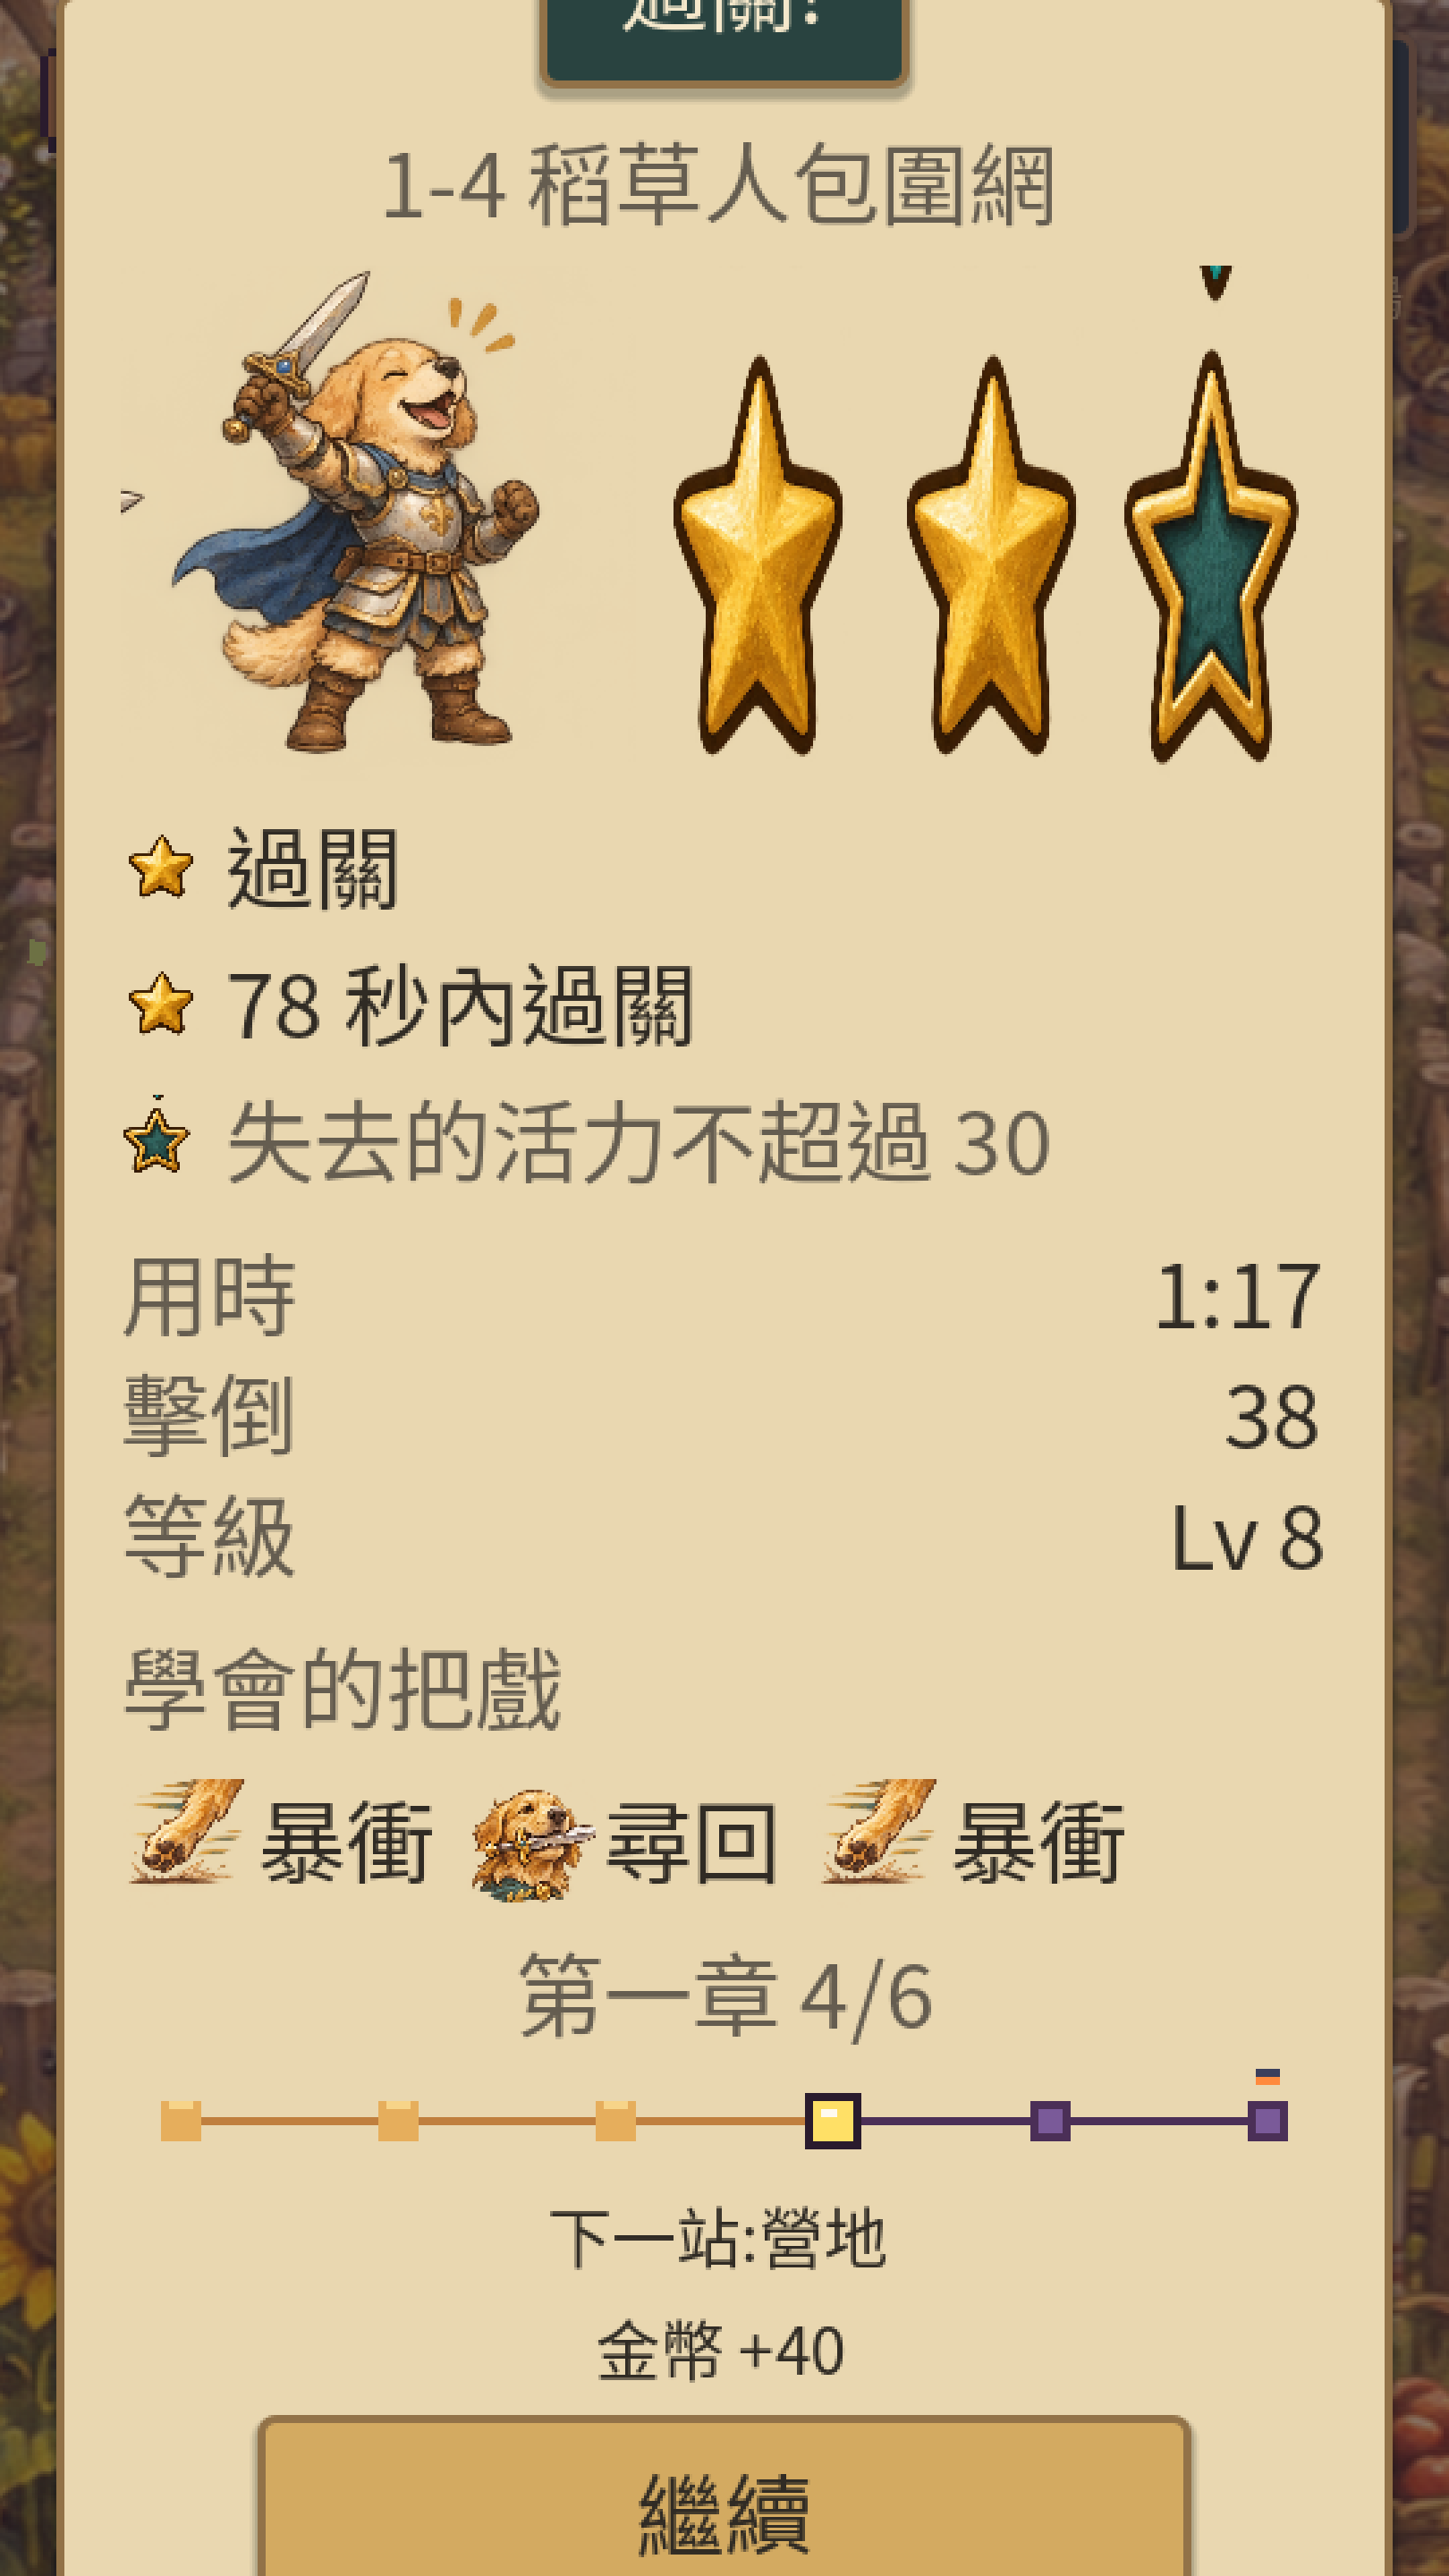 過關!
1-4 稻草人包圍網
過關
78 秒內過關
失去的活力不超過 30
用時 1:17
擊倒 38
等級 Lv 8
學會的把戲
暴衝 尋回 暴衝
第一章 4/6
下一站:營地
金幣 +40
繼續